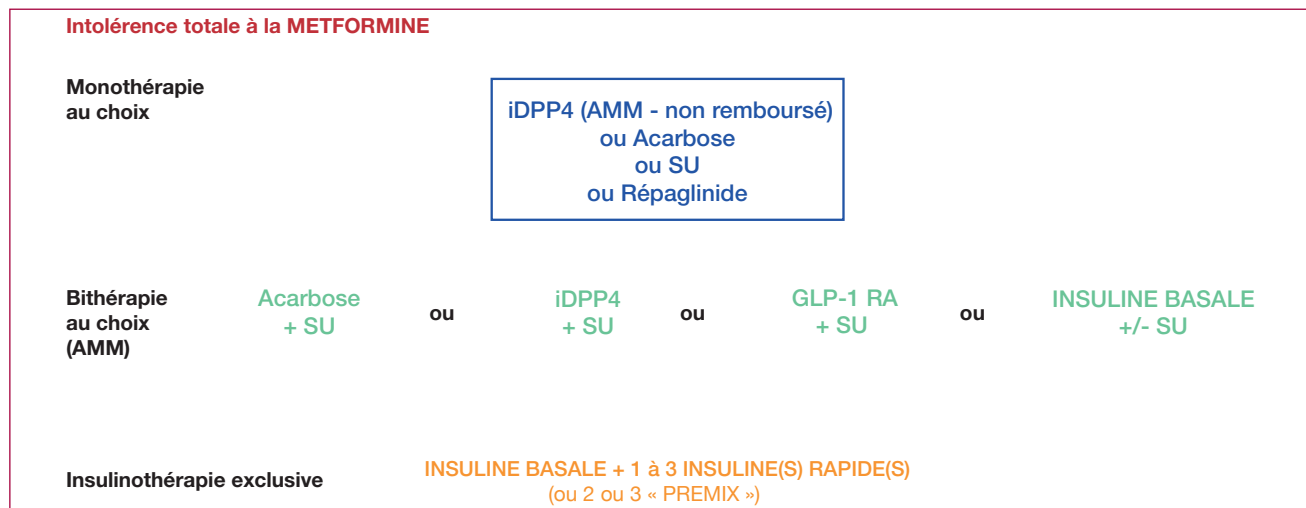 Intolérence totale à la METFORMINE
Monothérapie
au choix
iDPP4 (AMM - non remboursé)
ou Acarbose
ou SU
ou Répaglinide
Bithérapie
au choix
(AMM)
Acarbose
+ SU
ou
iDPP4
+ SU
ou
GLP-1 RA
+ SU
ou
INSULINE BASALE
+/- SU
Insulinothérapie exclusive
INSULINE BASALE + 1 à 3 INSULINE(S) RAPIDE(S)
(ou 2 ou 3 « PREMIX »)